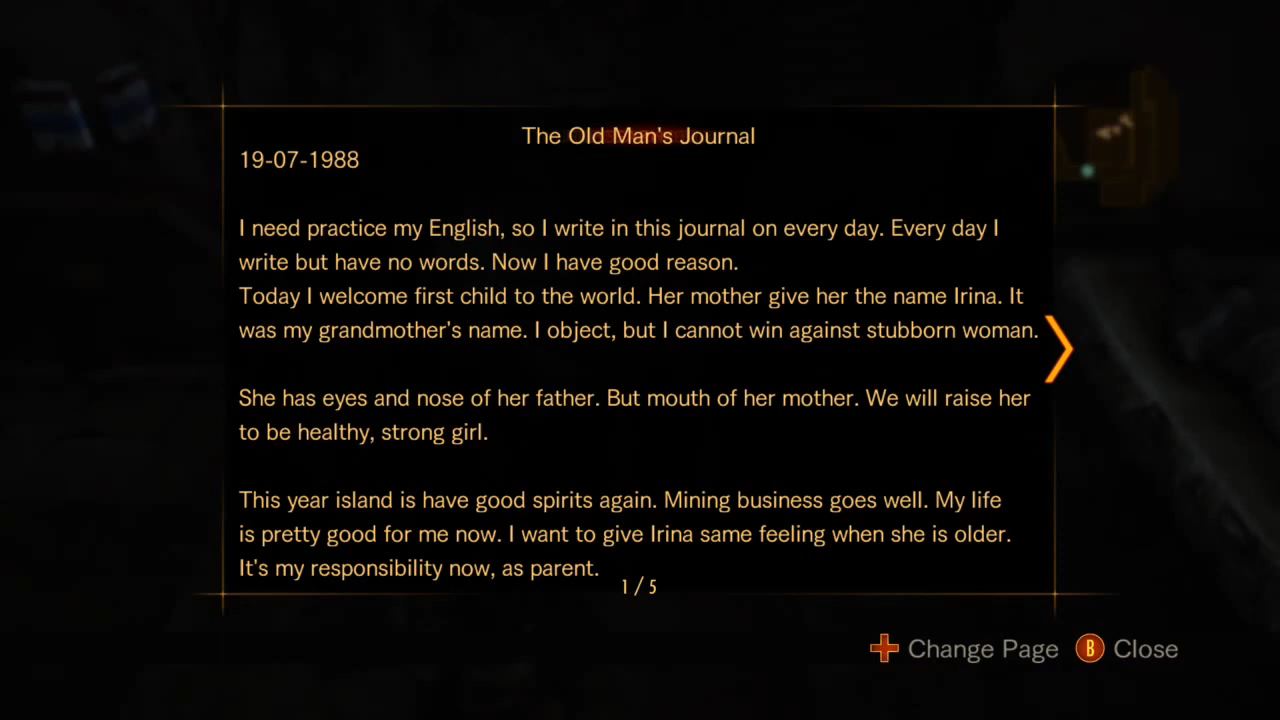 The Old Man's Journal
19-07-1988
I need practice my English, so I write in this journal on every day. Every day I
write but have no words. Now I have good reason.
Today I welcome first child to the world. Her mother give her the name Irina. It
was my grandmother's name. I object, but I cannot win against stubborn woman.
She has eyes and nose of her father. But mouth of her mother. We will raise her
to be healthy, strong girl.
This year island is have good spirits again. Mining business goes well. My life
is pretty good for me now. I want to give Irina same feeling when she is older.
It's my responsibility now, as parent.
1/5
Change Page B Close